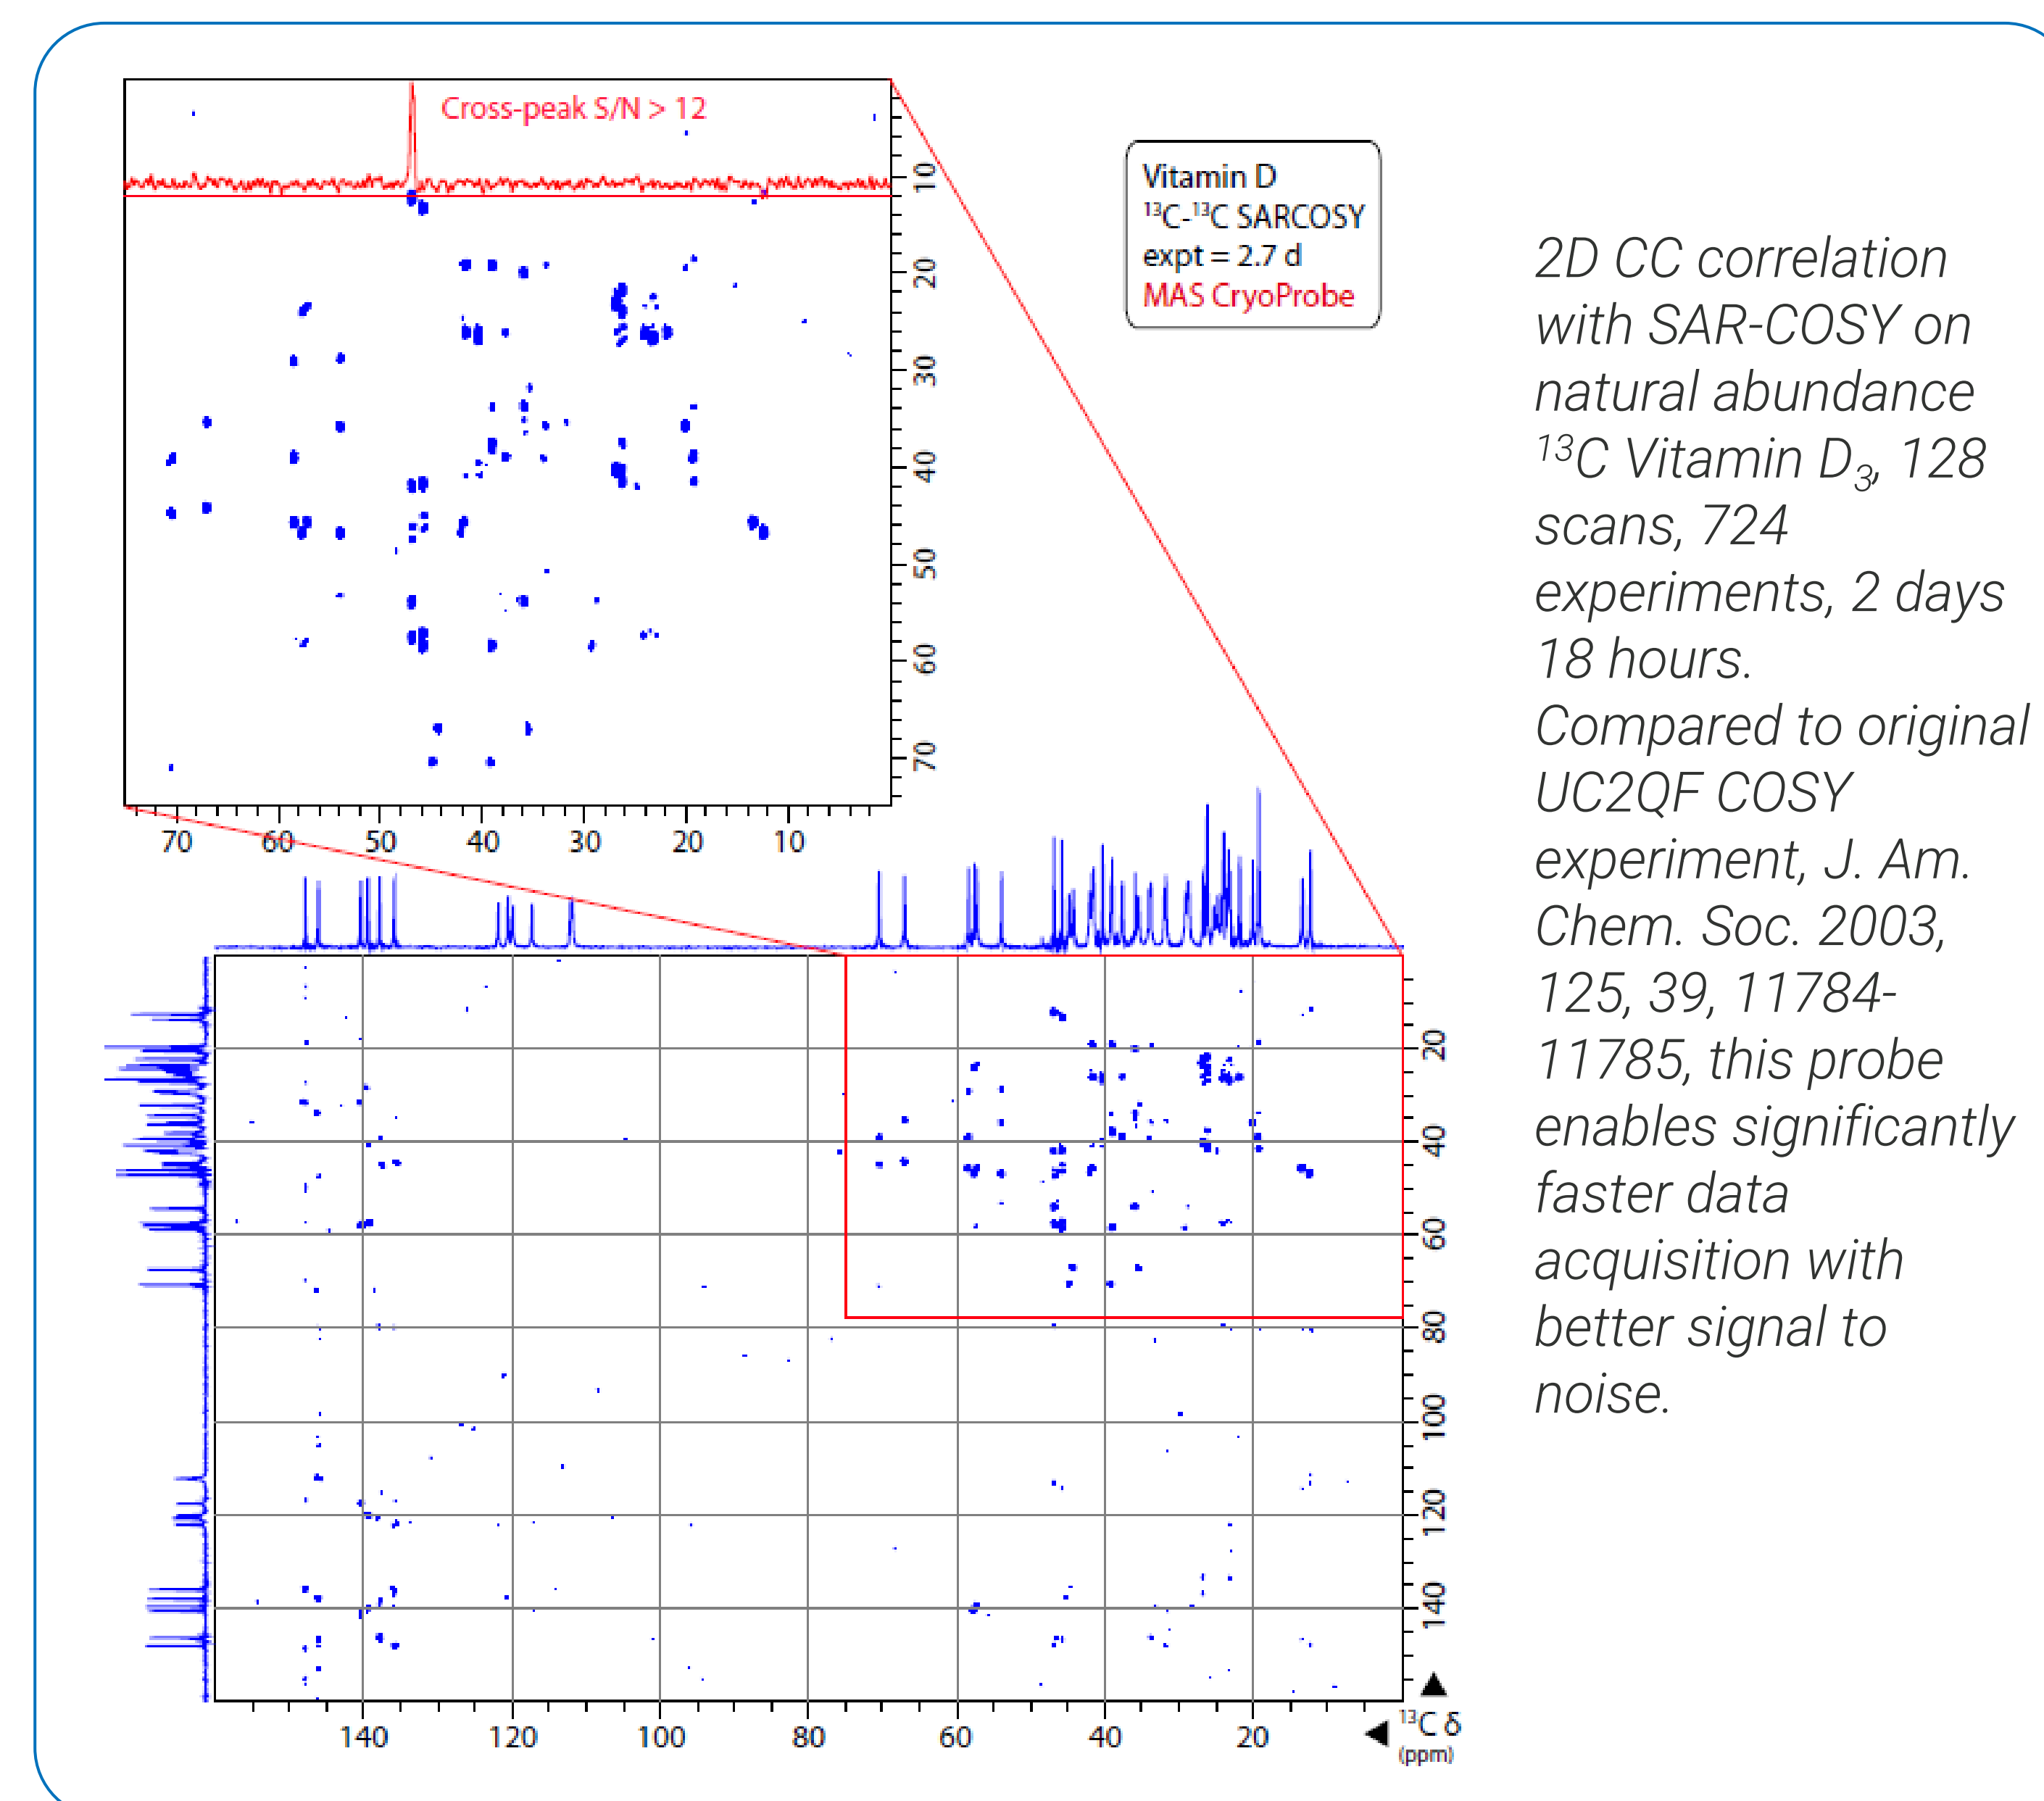 Cross-peak S/N > 12
10
20
30
40
50
60
70
70 60 50 40 30 20 10
Vitamin D
¹³C-¹³C SARCOSY
expt = 2.7 d
MAS CryoProbe
20
40
60
80
100
120
140
140 120 100 80 60 40 20
¹³C δ
(ppm)
2D CC correlation
with SAR-COSY on
natural abundance
¹³C Vitamin D₃, 128
scans, 724
experiments, 2 days
18 hours.
Compared to original
UC2QF COSY
experiment, J. Am.
Chem. Soc. 2003,
125, 39, 11784-
11785, this probe
enables significantly
faster data
acquisition with
better signal to
noise.